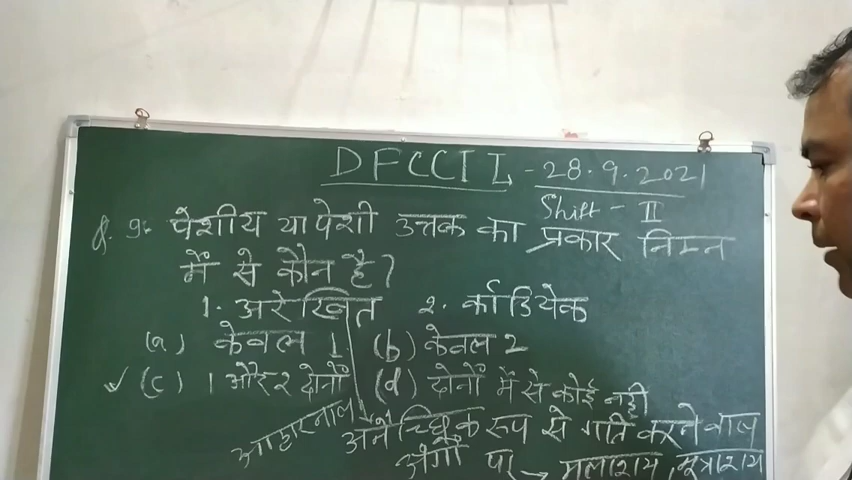 DFCCIL - 28.9.2021
Shift - II
Q. 9:- पेशीय या पेशी उत्तक का प्रकार निम्न
में से कौन है?
1. अरेखित 2. कार्डियेक
(a) केवल 1 (b) केवल 2
✓ (c) 1 और 2 दोनों (d) दोनों में से कोई नहीं
आहारनाल अनैच्छिक रूप से गति करने वाले
अंगों पर → मलाशय, मूत्राशय